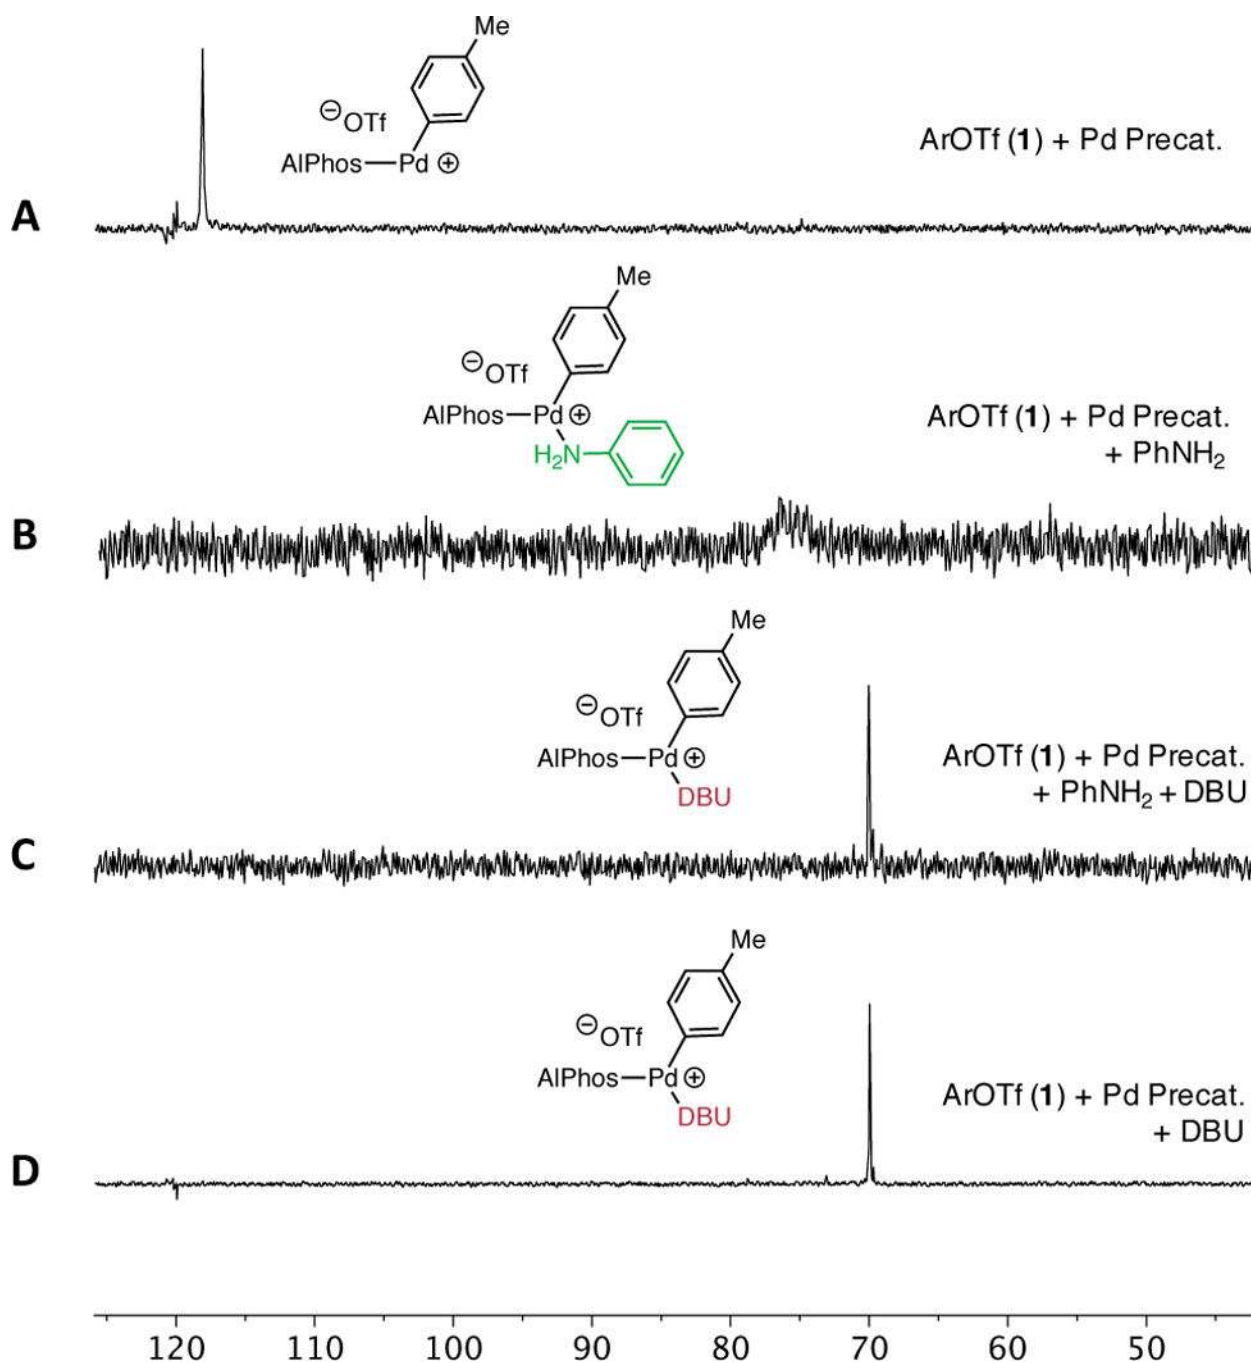 Me
⊖OTf
AlPhos—Pd ⊕
ArOTf (1) + Pd Precat.
A
Me
⊖OTf
AlPhos—Pd ⊕
H₂N
ArOTf (1) + Pd Precat.
+ PhNH₂
B
Me
⊖OTf
AlPhos—Pd ⊕
DBU
ArOTf (1) + Pd Precat.
+ PhNH₂ + DBU
C
Me
⊖OTf
AlPhos—Pd ⊕
DBU
ArOTf (1) + Pd Precat.
+ DBU
D
120 110 100 90 80 70 60 50